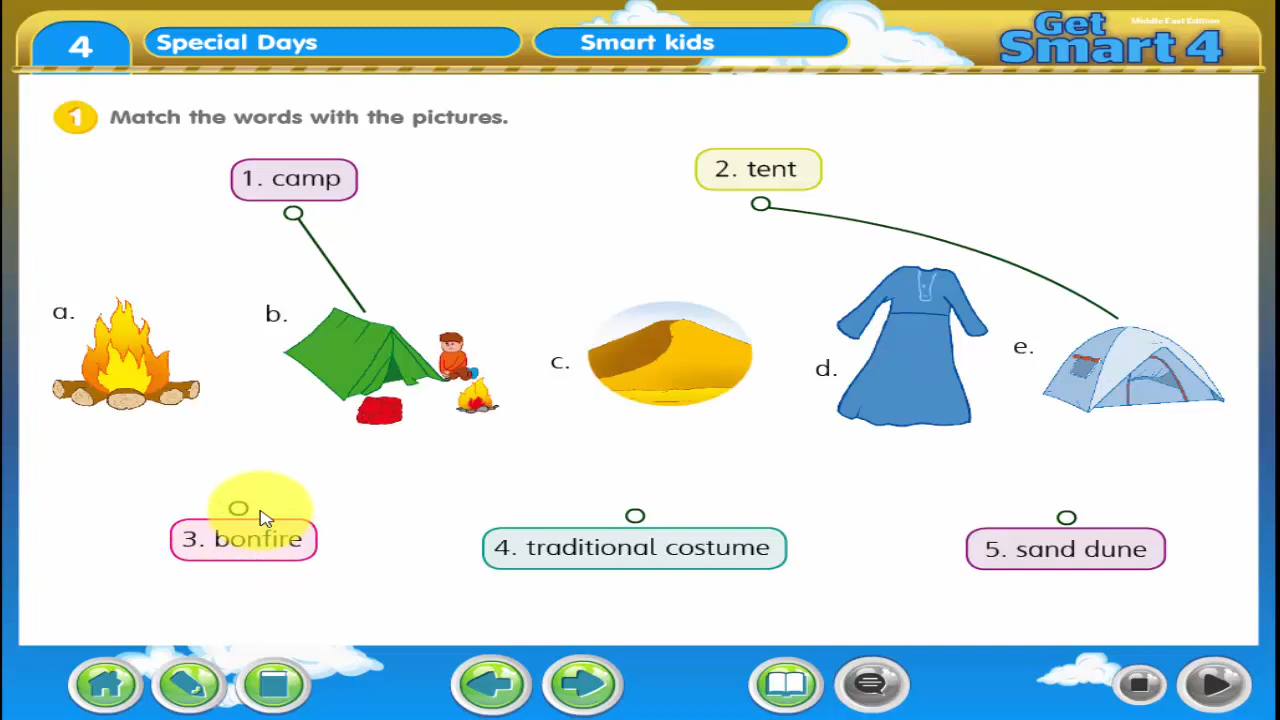 4
Special Days
Smart kids
Middle East Edition
Get
Smart 4
1 Match the words with the pictures.
1. camp
2. tent
a.
b.
c.
d.
e.
3. bonfire
4. traditional costume
5. sand dune